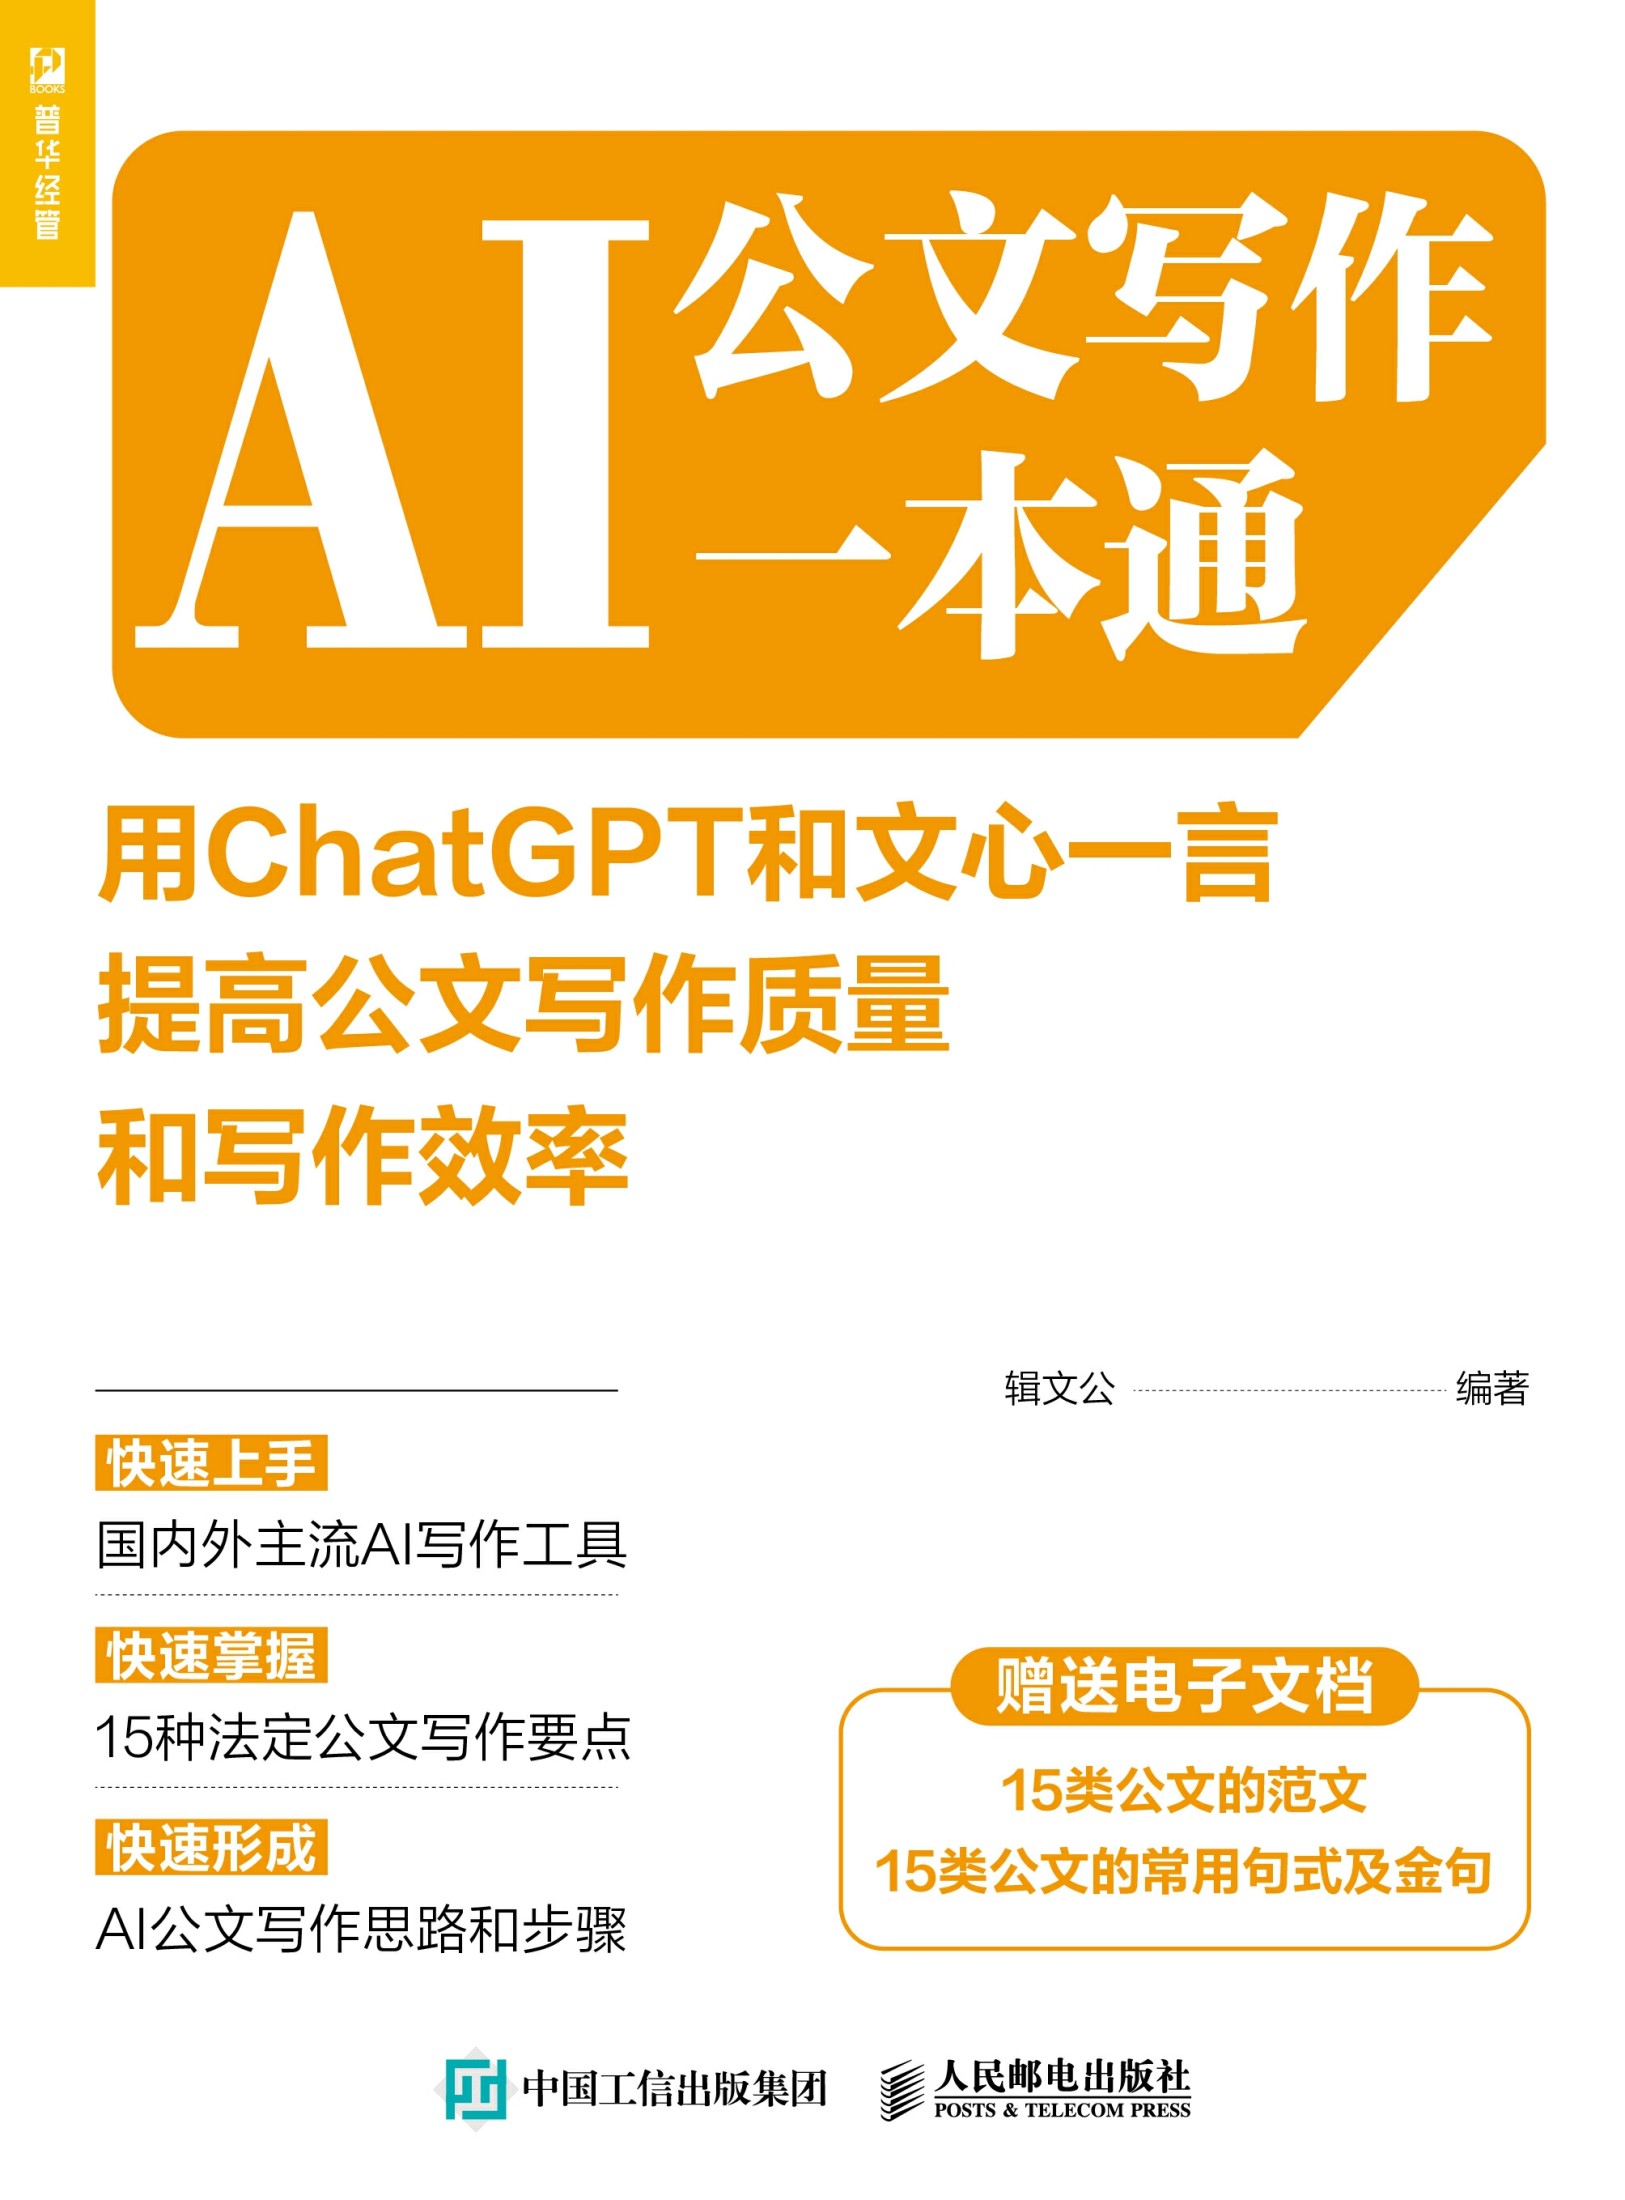 BOOKS
普华经管
AI公文写作
一本通
用ChatGPT和文心一言
提高公文写作质量
和写作效率
辑文公 编著
快速上手
国内外主流AI写作工具
快速掌握
15种法定公文写作要点
快速形成
AI公文写作思路和步骤
赠送电子文档
15类公文的范文
15类公文的常用句式及金句
中国工信出版集团
人民邮电出版社
POSTS & TELECOM PRESS